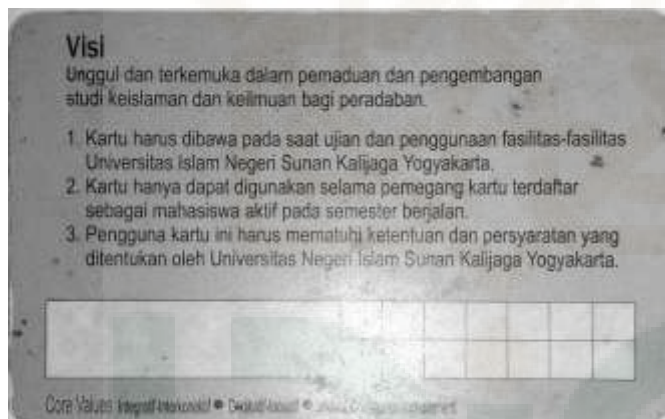 Visi
Unggul dan terkemuka dalam pemaduan dan pengembangan
studi keislaman dan keilmuan bagi peradaban.
1. Kartu harus dibawa pada saat ujian dan penggunaan fasilitas-fasilitas
Universitas Islam Negeri Sunan Kalijaga Yogyakarta.
2. Kartu hanya dapat digunakan selama pemegang kartu terdaftar
sebagai mahasiswa aktif pada semester berjalan.
3. Pengguna kartu ini harus mematuhi ketentuan dan persyaratan yang
ditentukan oleh Universitas Negeri Islam Sunan Kalijaga Yogyakarta.
Core Values